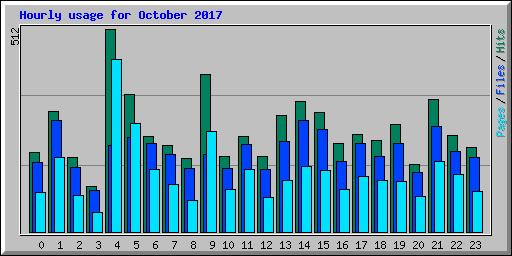 Hourly usage for October 2017
512
Pages/Files/Hits
0 1 2 3 4 5 6 7 8 9 10 11 12 13 14 15 16 17 18 19 20 21 22 23